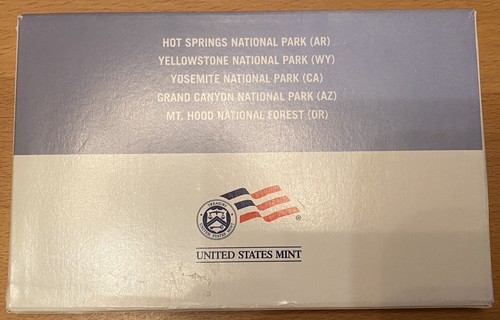 HOT SPRINGS NATIONAL PARK (AR)
YELLOWSTONE NATIONAL PARK (WY)
YOSEMITE NATIONAL PARK (CA)
GRAND CANYON NATIONAL PARK (AZ)
MT. HOOD NATIONAL FOREST (OR)
®
UNITED STATES MINT